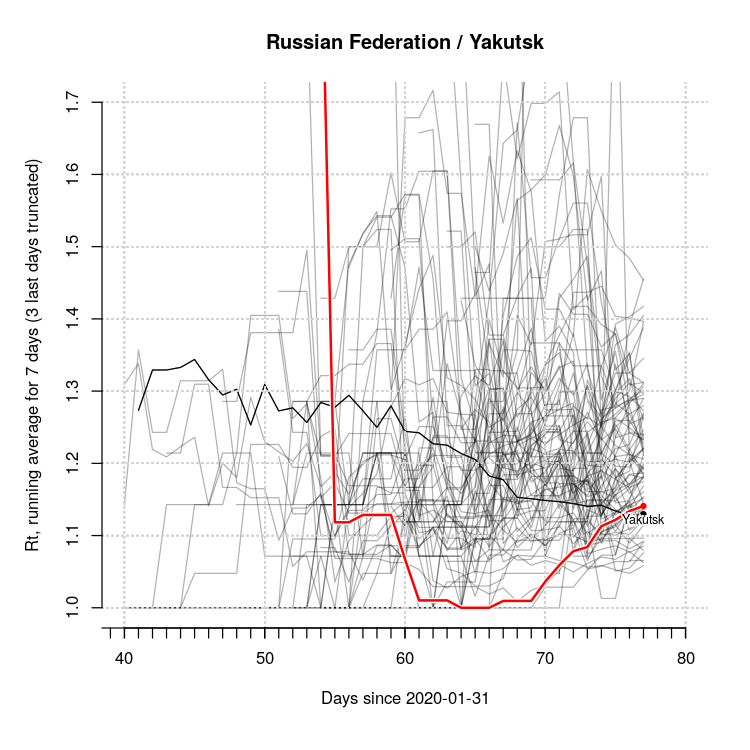 Russian Federation / Yakutsk
Rt, running average for 7 days (3 last days truncated)
1.7
1.6
1.5
1.4
1.3
1.2
1.1
1.0
Yakutsk
40 50 60 70 80
Days since 2020-01-31